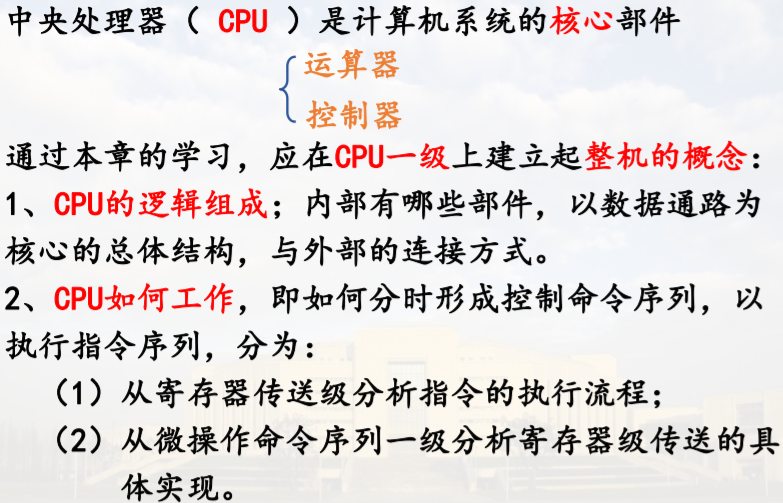 中央处理器（ CPU ）是计算机系统的核心部件
运算器
控制器
通过本章的学习，应在CPU一级上建立起整机的概念：
1、CPU的逻辑组成；内部有哪些部件，以数据通路为
核心的总体结构，与外部的连接方式。
2、CPU如何工作，即如何分时形成控制命令序列，以
执行指令序列，分为：
（1）从寄存器传送级分析指令的执行流程；
（2）从微操作命令序列一级分析寄存器级传送的具
体实现。